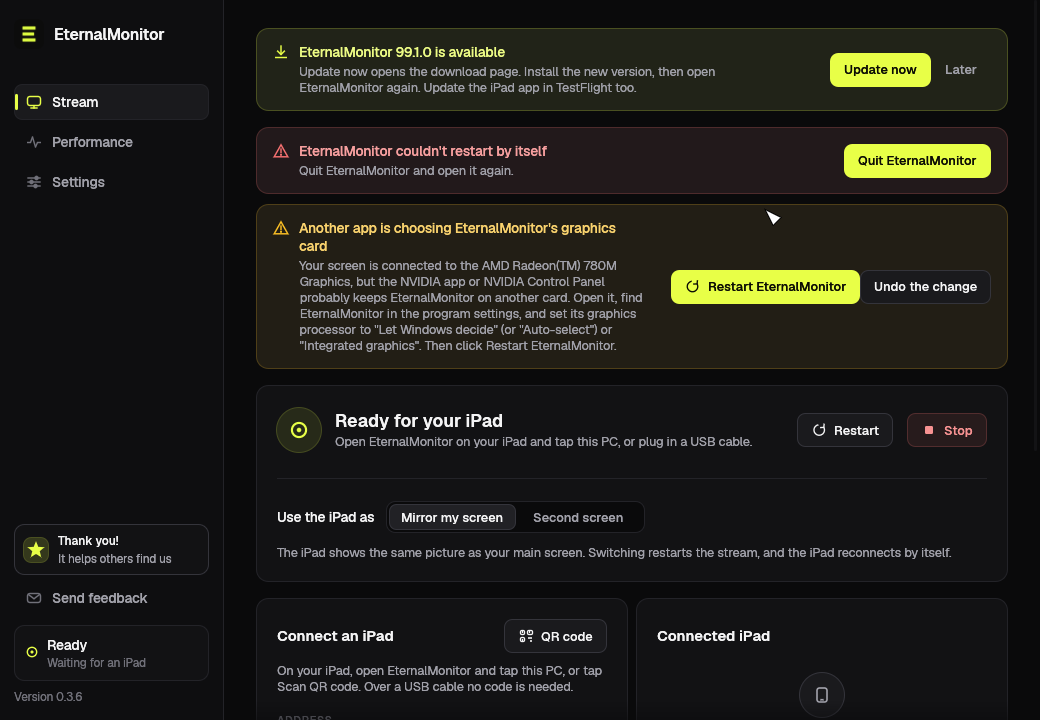 EternalMonitor
Stream
Performance
Settings
Thank you!
It helps others find us
Send feedback
Ready
Waiting for an iPad
Version 0.3.6
EternalMonitor 99.1.0 is available
Update now opens the download page. Install the new version, then open
EternalMonitor again. Update the iPad app in TestFlight too.
Update now
Later
EternalMonitor couldn't restart by itself
Quit EternalMonitor and open it again.
Quit EternalMonitor
Another app is choosing EternalMonitor's graphics
card
Your screen is connected to the AMD Radeon(TM) 780M
Graphics, but the NVIDIA app or NVIDIA Control Panel
probably keeps EternalMonitor on another card. Open it, find
EternalMonitor in the program settings, and set its graphics
processor to "Let Windows decide" (or "Auto-select") or
"Integrated graphics". Then click Restart EternalMonitor.
Restart EternalMonitor
Undo the change
Ready for your iPad
Open EternalMonitor on your iPad and tap this PC, or plug in a USB cable.
Restart
Stop
Use the iPad as
Mirror my screen
Second screen
The iPad shows the same picture as your main screen. Switching restarts the stream, and the iPad reconnects by itself.
Connect an iPad
QR code
On your iPad, open EternalMonitor and tap this PC, or tap
Scan QR code. Over a USB cable no code is needed.
ADDRESS
Connected iPad